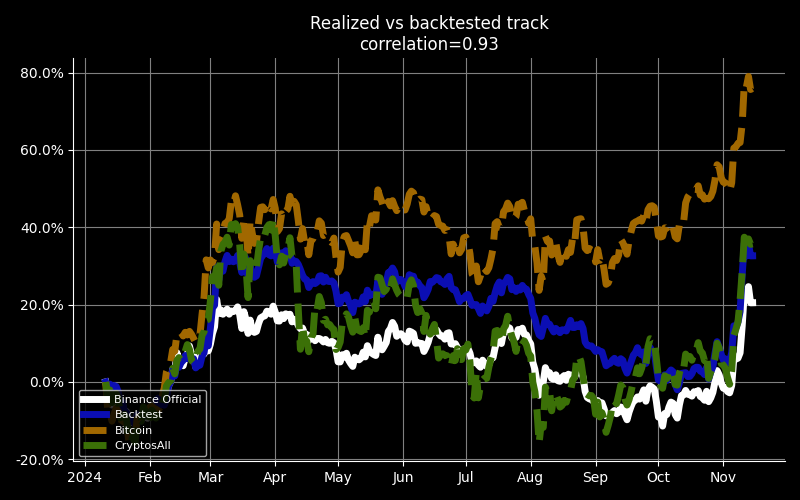 Realized vs backtested track
correlation=0.93
80.0%
60.0%
40.0%
20.0%
0.0%
-20.0%
Binance Official
Backtest
Bitcoin
CryptosAll
2024 Feb Mar Apr May Jun Jul Aug Sep Oct Nov